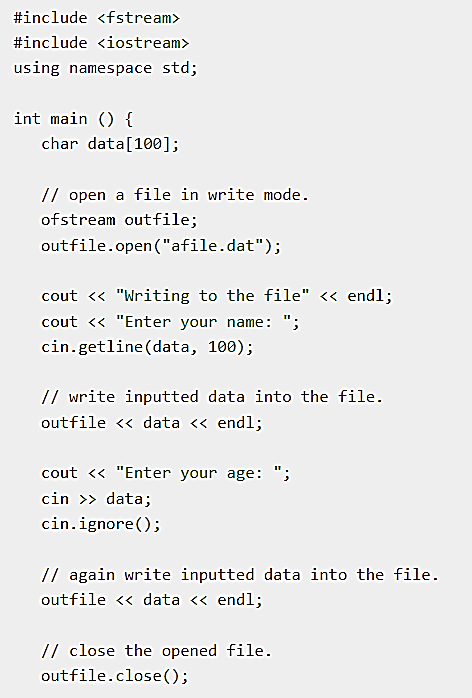 #include <fstream>
#include <iostream>
using namespace std;

int main () {
   char data[100];

   // open a file in write mode.
   ofstream outfile;
   outfile.open("afile.dat");

   cout << "Writing to the file" << endl;
   cout << "Enter your name: ";
   cin.getline(data, 100);

   // write inputted data into the file.
   outfile << data << endl;

   cout << "Enter your age: ";
   cin >> data;
   cin.ignore();

   // again write inputted data into the file.
   outfile << data << endl;

   // close the opened file.
   outfile.close();